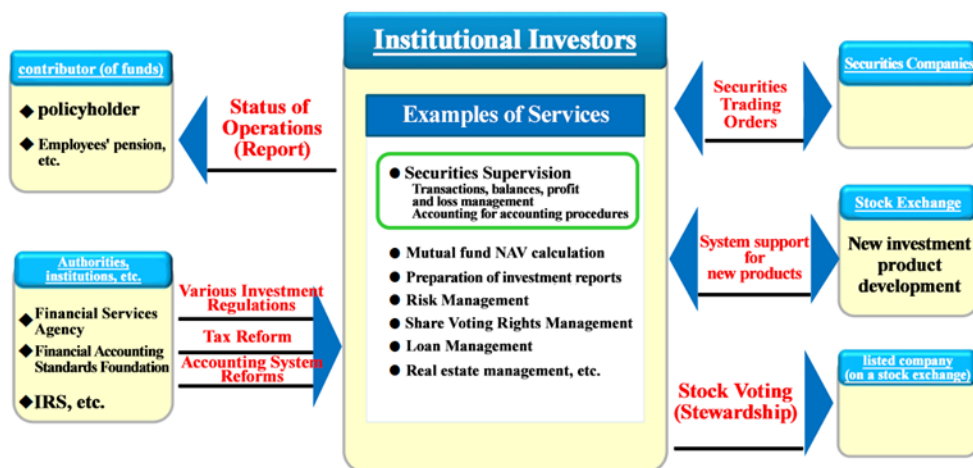 contributor (of funds)
◆ policyholder
◆ Employees' pension,
etc.
Status of
Operations
(Report)
Authorities,
institutions, etc.
◆ Financial Services
Agency
◆ Financial Accounting
Standards Foundation
◆ IRS, etc.
Various Investment
Regulations
Tax Reform
Accounting System
Reforms
Institutional Investors
Examples of Services
● Securities Supervision
Transactions, balances, profit
and loss management
Accounting for accounting procedures
● Mutual fund NAV calculation
● Preparation of investment reports
● Risk Management
● Share Voting Rights Management
● Loan Management
● Real estate management, etc.
Securities
Trading
Orders
Securities Companies
System support
for
new products
Stock Exchange
New investment
product
development
Stock Voting
(Stewardship)
listed company
(on a stock exchange)